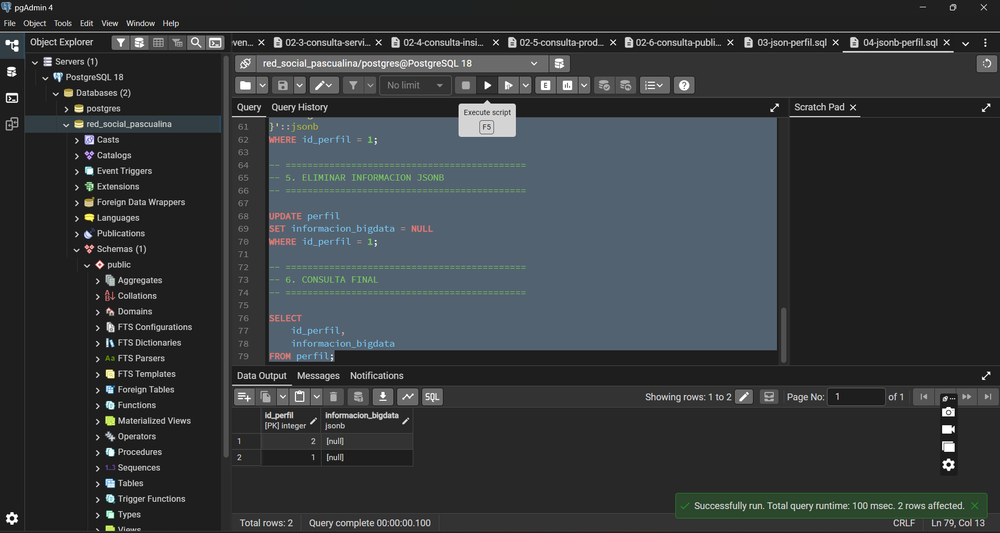 pgAdmin 4
File Object Tools Edit View Window Help
Object Explorer
ven... 02-3-consulta-servi... 02-4-consulta-insi... 02-5-consulta-prod... 02-6-consulta-publi... 03-json-perfil.sql 04-jsonb-perfil.sql
Servers (1)
PostgreSQL 18
Databases (2)
postgres
red_social_pascualina
Casts
Catalogs
Event Triggers
Extensions
Foreign Data Wrappers
Languages
Publications
Schemas (1)
public
Aggregates
Collations
Domains
FTS Configurations
FTS Dictionaries
Aa FTS Parsers
FTS Templates
Foreign Tables
Functions
Materialized Views
Operators
Procedures
1..3 Sequences
Tables
Trigger Functions
Types
Views
red_social_pascualina/postgres@PostgreSQL 18
No limit
E
Query Query History
Execute script
F5
Scratch Pad
61 }'::jsonb
62 WHERE id_perfil = 1;
63
64 -- ============================================
65 -- 5. ELIMINAR INFORMACION JSONB
66 -- ============================================
67
68 UPDATE perfil
69 SET informacion_bigdata = NULL
70 WHERE id_perfil = 1;
71
72 -- ============================================
73 -- 6. CONSULTA FINAL
74 -- ============================================
75
76 SELECT
77 id_perfil,
78 informacion_bigdata
79 FROM perfil;
Data Output Messages Notifications
SQL
Showing rows: 1 to 2
Page No: 1 of 1
id_perfil informacion_bigdata
[PK] integer jsonb
1 2 [null]
2 1 [null]
Successfully run. Total query runtime: 100 msec. 2 rows affected.
Total rows: 2 Query complete 00:00:00.100
CRLF Ln 79, Col 13